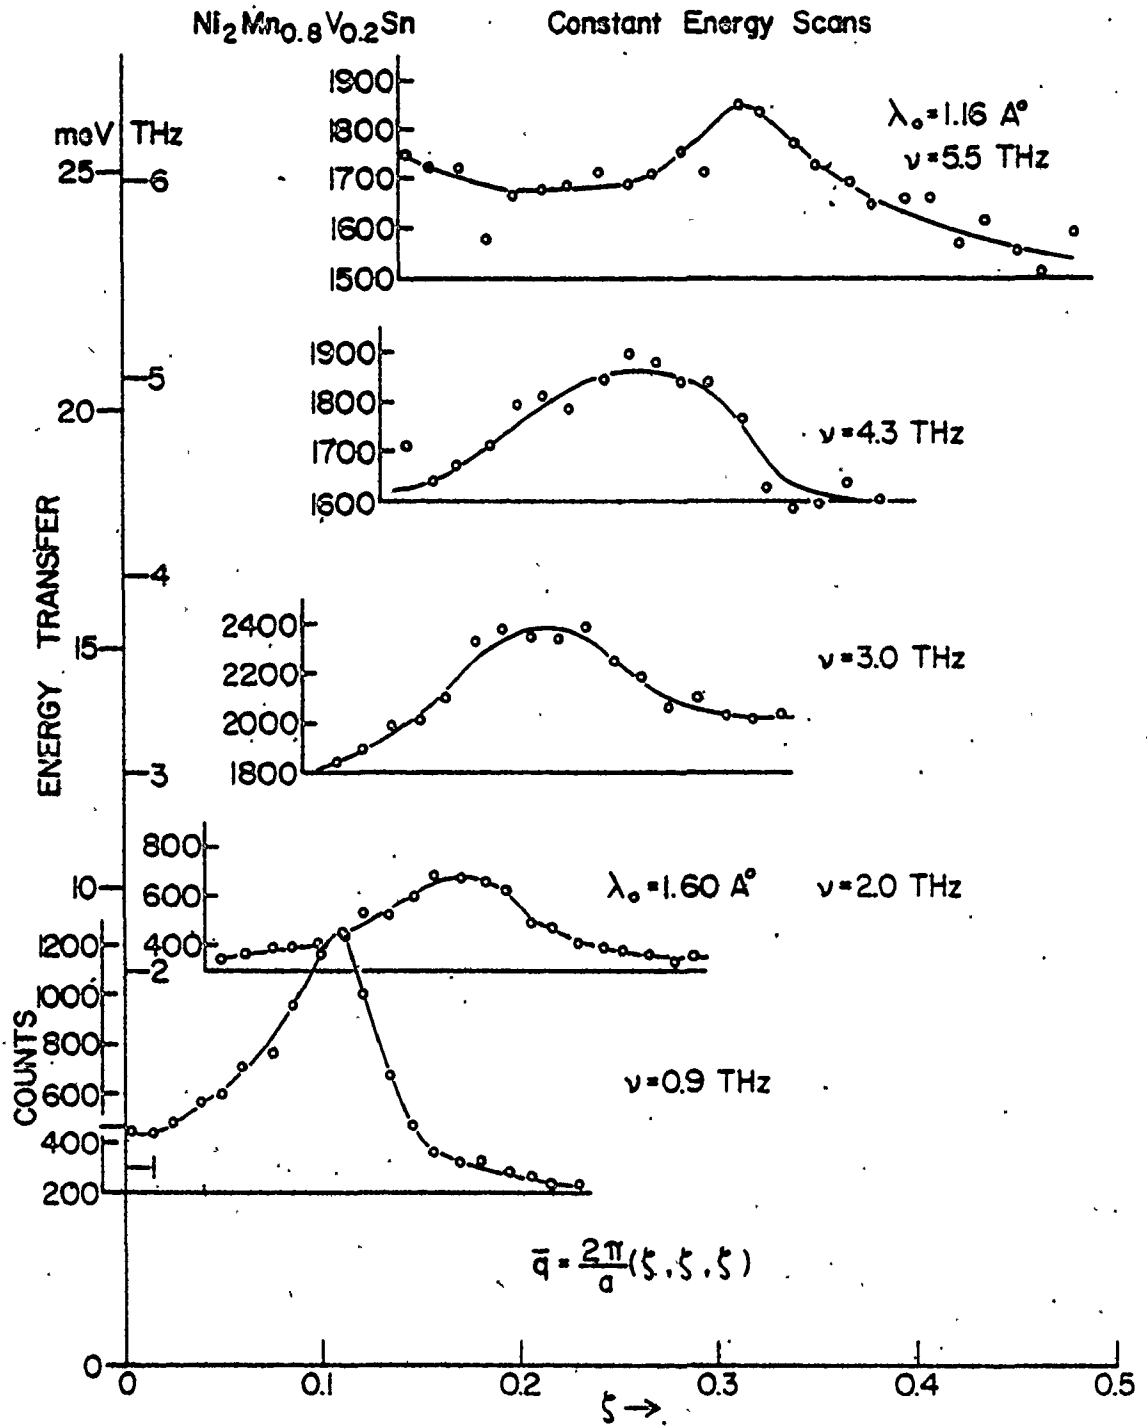 Ni2Mn0.8V0.2Sn Constant Energy Scans
meV THz
25 6
20 5
4
15
3
10
2
0
ENERGY TRANSFER
COUNTS
1900
1800
1700
1600
1500
λo=1.16 A°
ν=5.5 THz
1900
1800
1700
1600
ν=4.3 THz
2400
2200
2000
1800
ν=3.0 THz
800
600
400
λo=1.60 A° ν=2.0 THz
1200
1000
800
600
400
200
ν=0.9 THz
q̄ = 2π/a (ζ, ζ, ζ)
0 0.1 0.2 0.3 0.4 0.5
ζ →